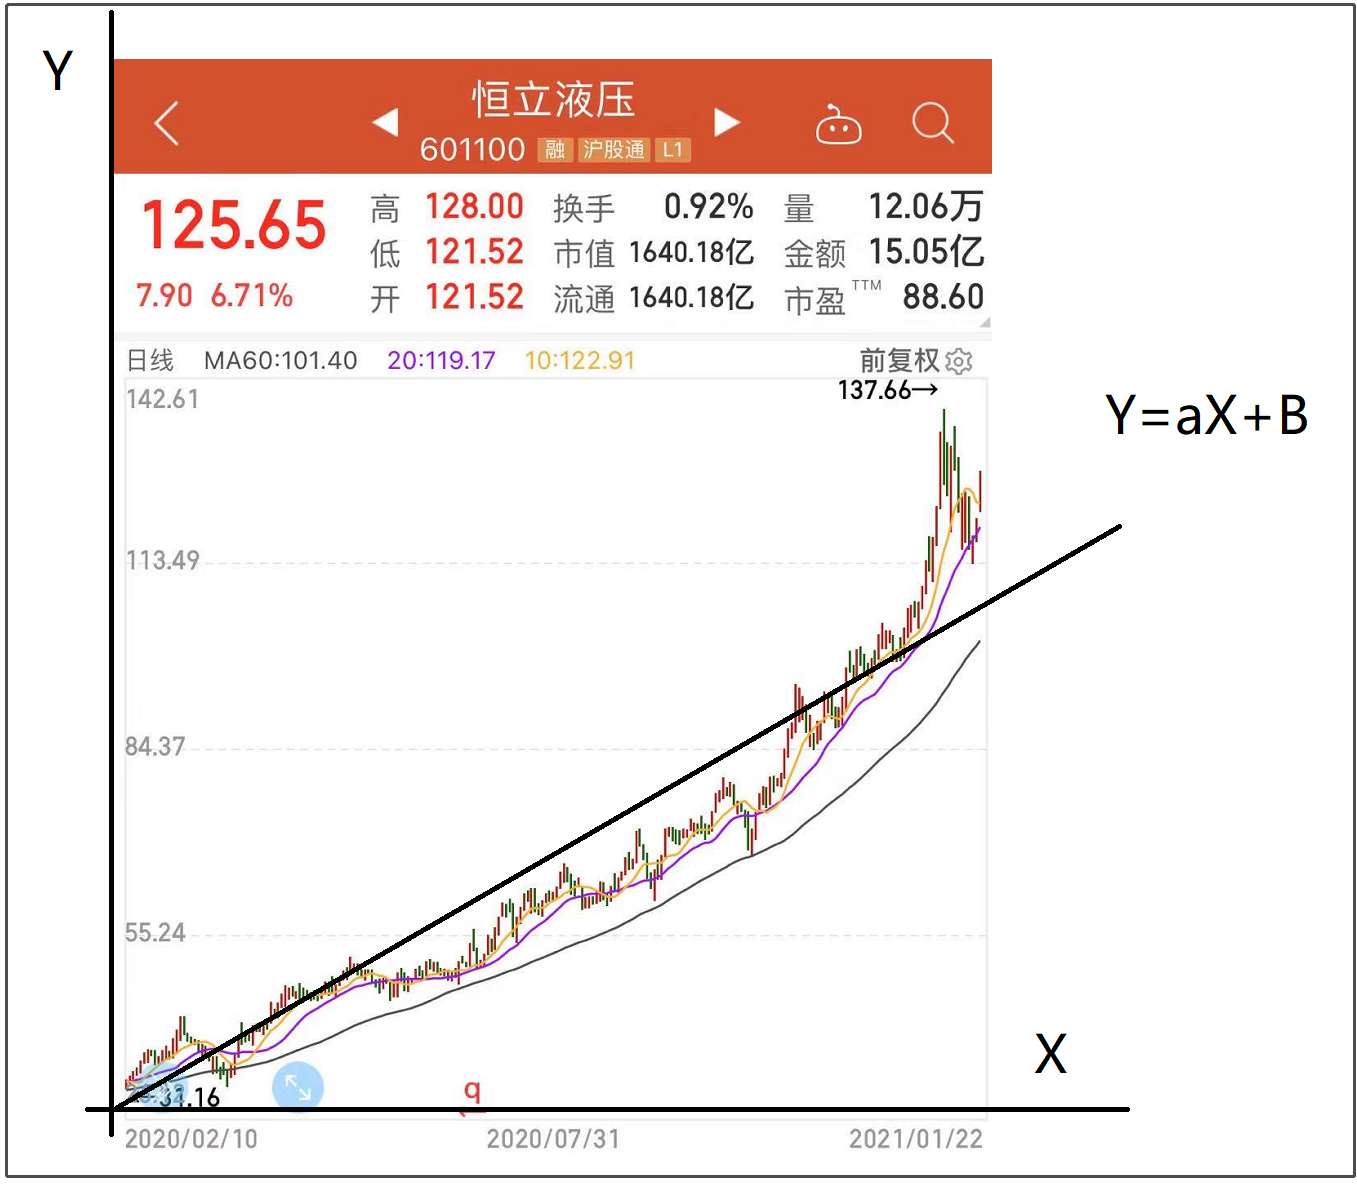 Y
恒立液压
601100 融 沪股通 L1
125.65
7.90 6.71%
高 128.00 换手 0.92% 量 12.06万
低 121.52 市值 1640.18亿 金额 15.05亿
开 121.52 流通 1640.18亿 市盈TTM 88.60
日线 MA60:101.40 20:119.17 10:122.91 前复权
142.61
137.66→
Y=aX+B
113.49
84.37
55.24
X
31.16
q
2020/02/10 2020/07/31 2021/01/22